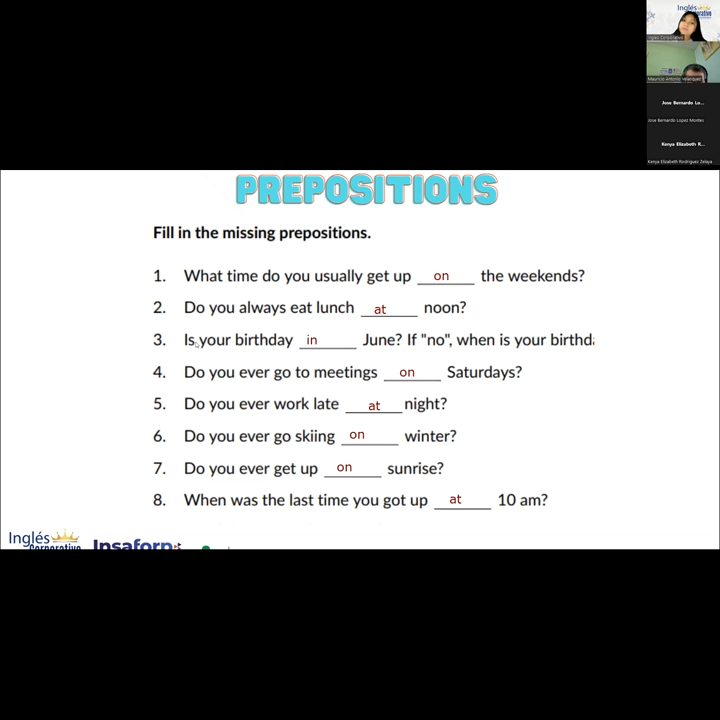 Inglés
Corporativo
Inglés Corporativo
Mauricio Antonio Velasquez
Jose Bernardo Lo...
Jose Bernardo Lopez Montes
Kenya Elizabeth R...
Kenya Elizabeth Rodriguez Zelaya
PREPOSITIONS
Fill in the missing prepositions.
1. What time do you usually get up on the weekends?
2. Do you always eat lunch at noon?
3. Is your birthday in June? If "no", when is your birthd
4. Do you ever go to meetings on Saturdays?
5. Do you ever work late at night?
6. Do you ever go skiing on winter?
7. Do you ever get up on sunrise?
8. When was the last time you got up at 10 am?
Inglés
Corporativo
Insaforp